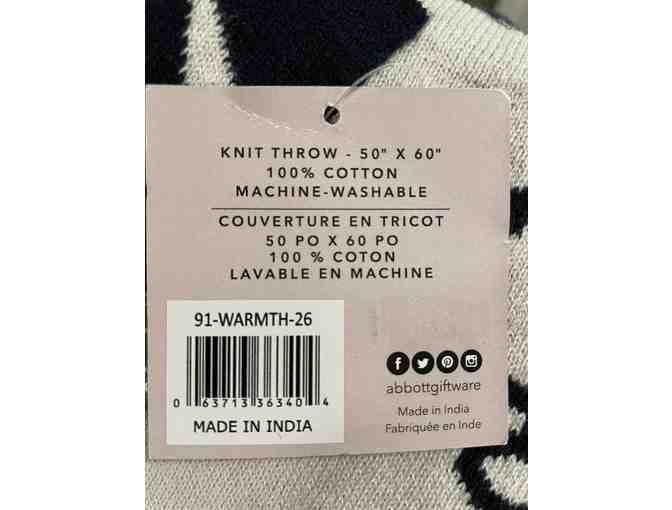 KNIT THROW - 50" X 60"
100% COTTON
MACHINE-WASHABLE
COUVERTURE EN TRICOT
50 PO X 60 PO
100 % COTON
LAVABLE EN MACHINE
91-WARMTH-26
0 63713 36340 4
MADE IN INDIA
abbottgiftware
Made in India
Fabriquée en Inde